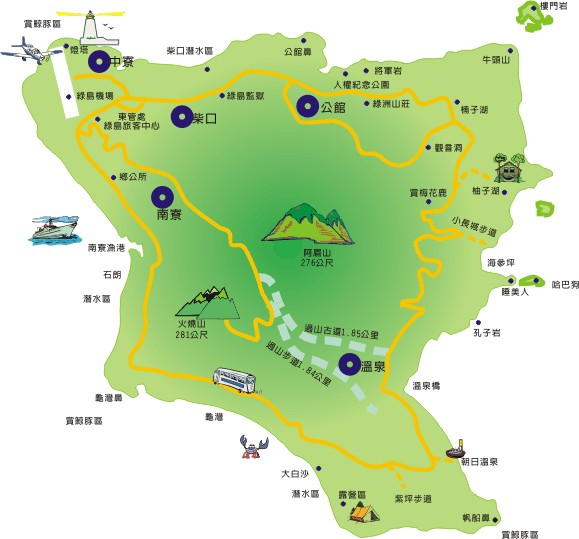 樓門岩
賞鯨豚區
燈塔
中寮
柴口潛水區
公館鼻
牛頭山
將軍岩
人權紀念公園
綠島機場
綠島監獄
公館
綠洲山莊
楠子湖
東管處
綠島旅客中心
柴口
觀音洞
鄉公所
賞梅花鹿
柚子湖
南寮
小長城步道
南寮漁港
阿眉山
276公尺
海參坪
石朗
潛水區
睡美人
哈巴狗
火燒山
281公尺
過山古道1.85公里
過山步道1.84公里
孔子岩
溫泉
溫泉橋
龜灣鼻
賞鯨豚區
龜灣
大白沙
潛水區
露營區
紫坪步道
朝日溫泉
帆船鼻
賞鯨豚區